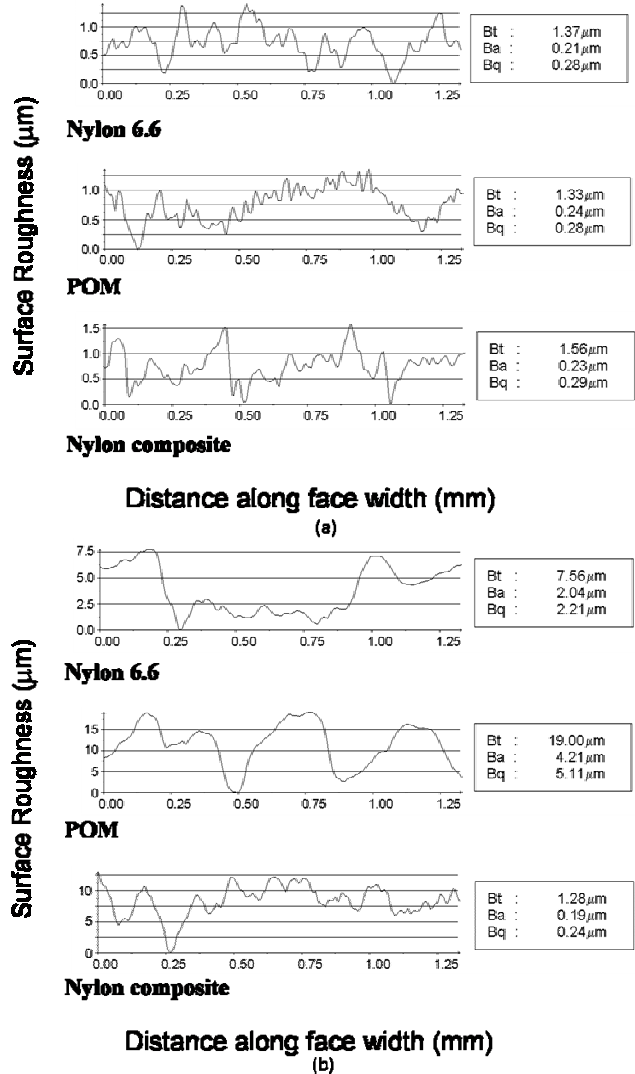 Surface Roughness (μm)
1.0
0.5
0.0
0.00 0.25 0.50 0.75 1.00 1.25
Bt : 1.37μm
Ba : 0.21μm
Bq : 0.28μm
Nylon 6.6
1.0
0.5
0.0
0.00 0.25 0.50 0.75 1.00 1.25
Bt : 1.33μm
Ba : 0.24μm
Bq : 0.28μm
POM
1.5
1.0
0.5
0.0
0.00 0.25 0.50 0.75 1.00 1.25
Bt : 1.56μm
Ba : 0.23μm
Bq : 0.29μm
Nylon composite
Distance along face width (mm)
(a)
Surface Roughness (μm)
7.5
5.0
2.5
0.0
0.00 0.25 0.50 0.75 1.00 1.25
Bt : 7.56μm
Ba : 2.04μm
Bq : 2.21μm
Nylon 6.6
15
10
5
0
0.00 0.25 0.50 0.75 1.00 1.25
Bt : 19.00μm
Ba : 4.21μm
Bq : 5.11μm
POM
10
5
0
0.00 0.25 0.50 0.75 1.00 1.25
Bt : 1.28μm
Ba : 0.19μm
Bq : 0.24μm
Nylon composite
Distance along face width (mm)
(b)